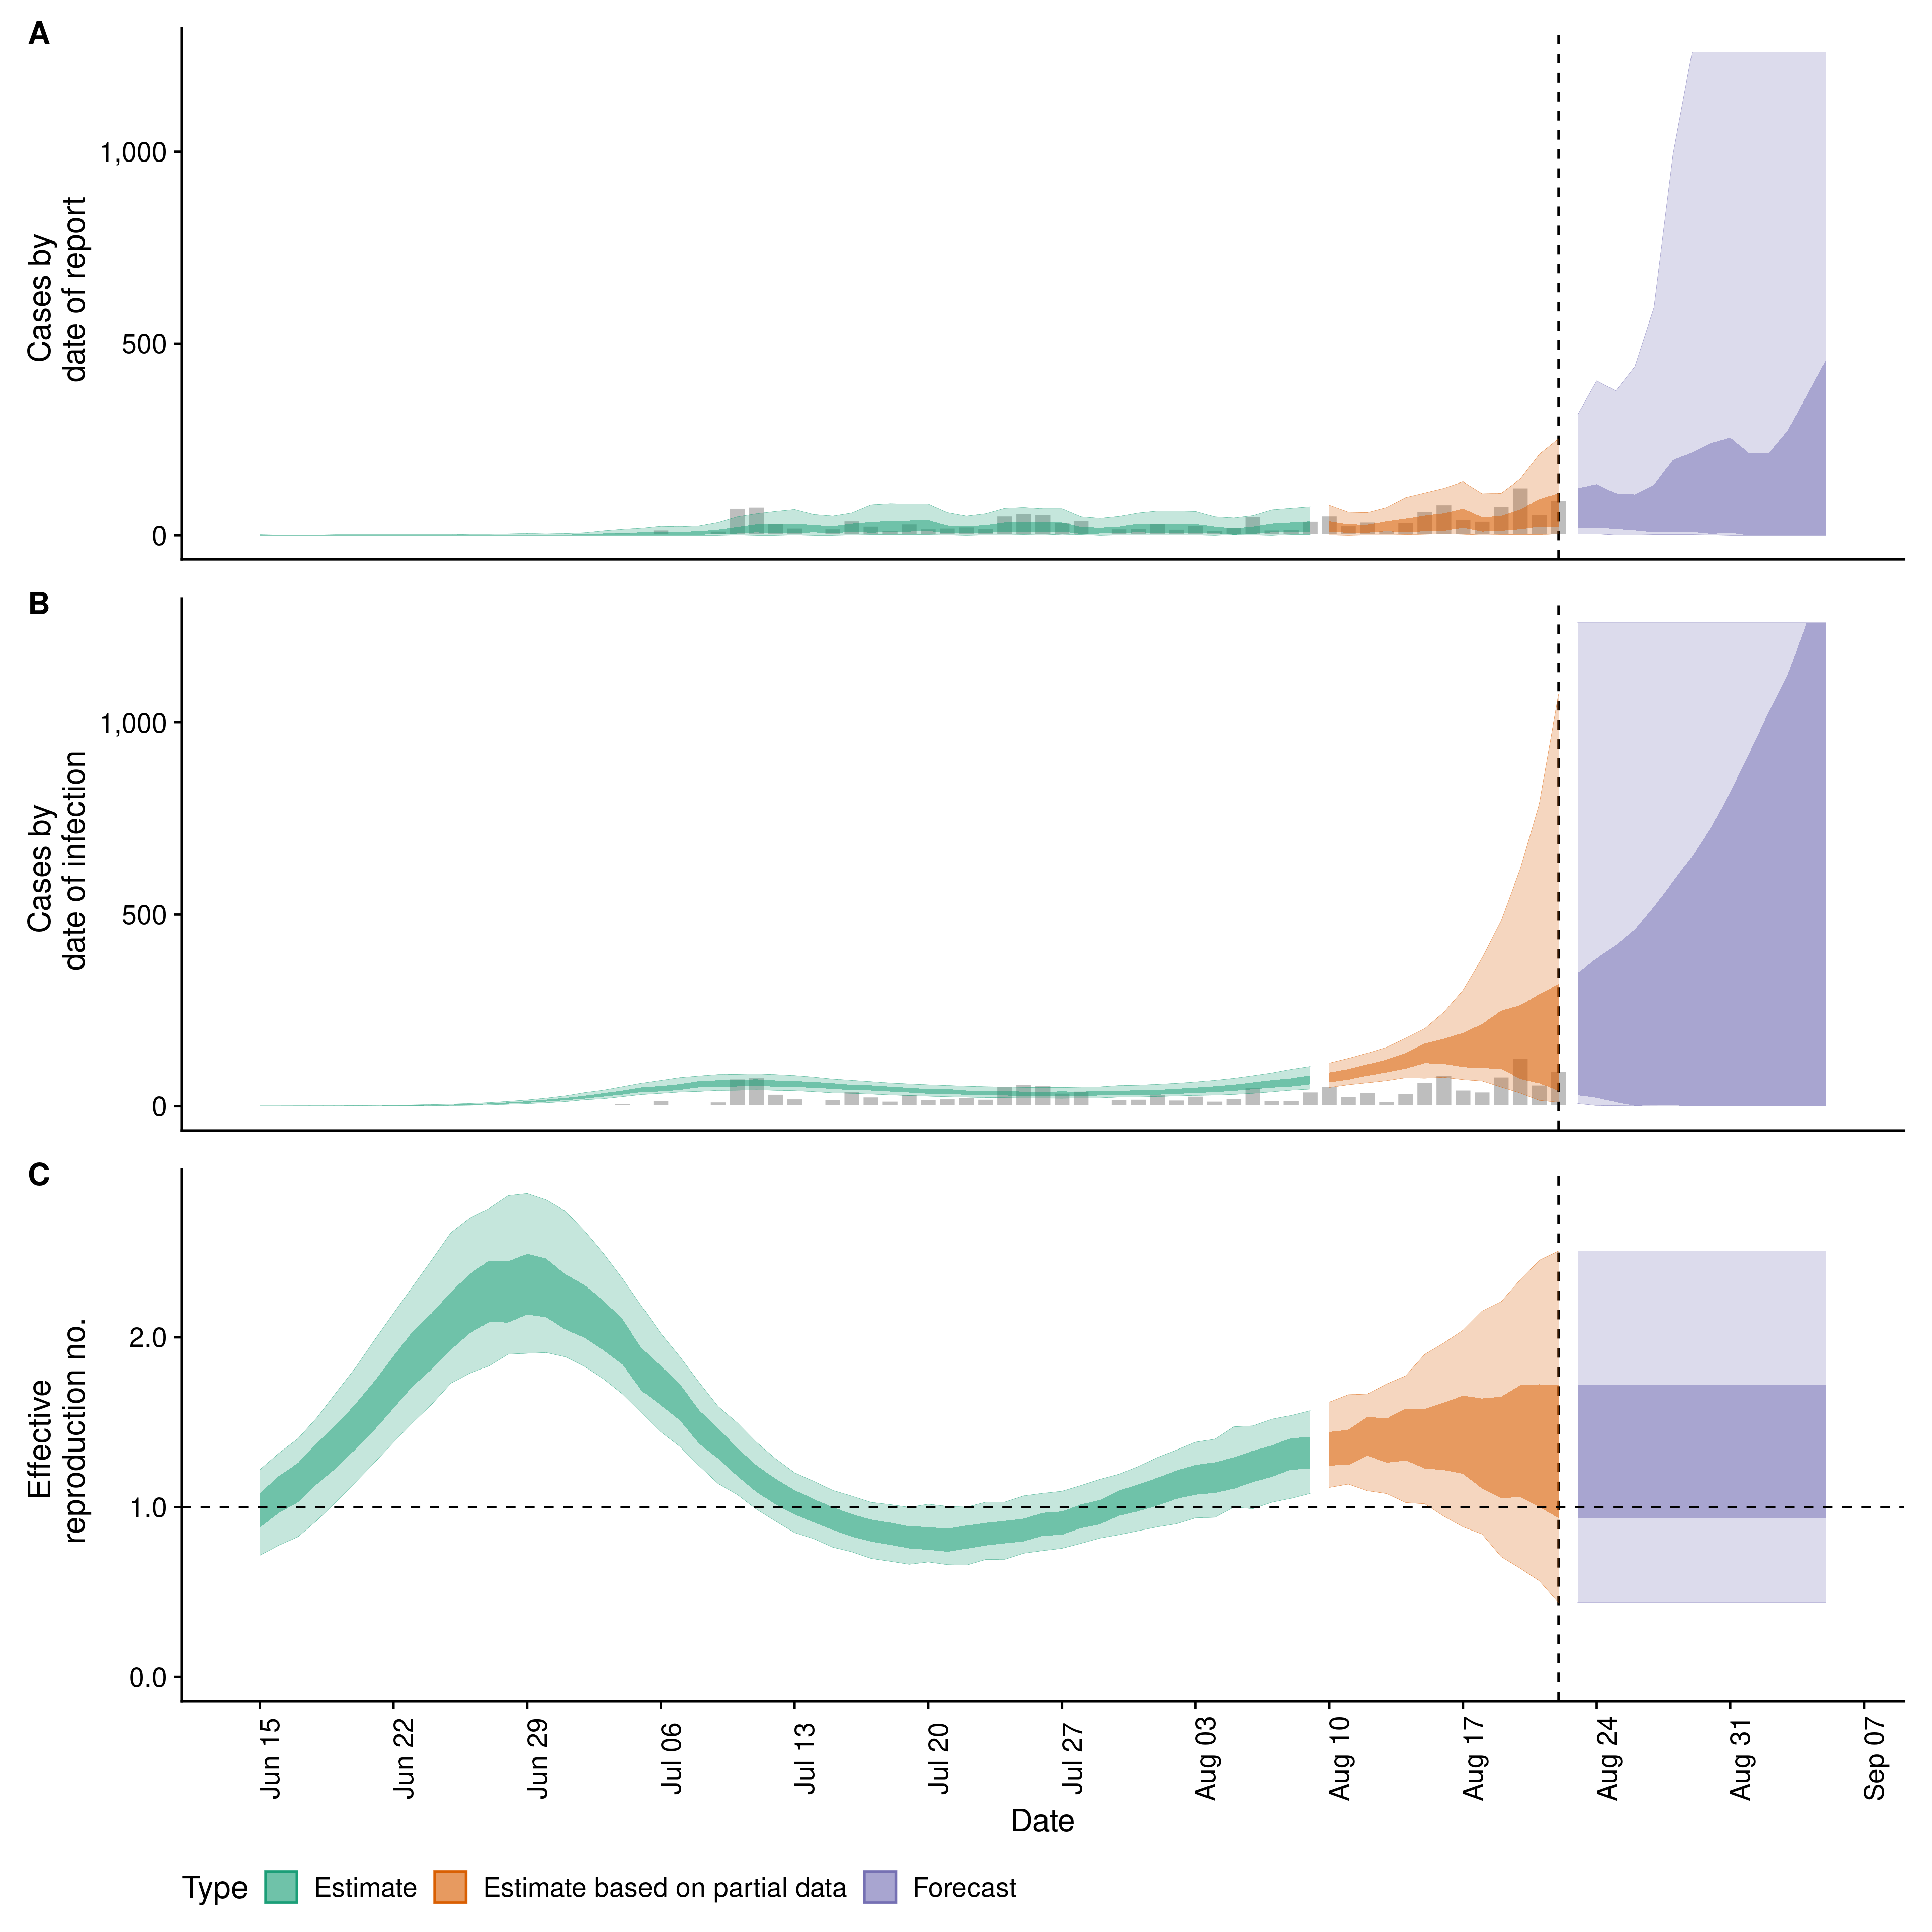 A
Cases by
date of report
1,000
500
0
B
Cases by
date of infection
1,000
500
0
C
Effective
reproduction no.
2.0
1.0
0.0
Jun 15
Jun 22
Jun 29
Jul 06
Jul 13
Jul 20
Jul 27
Aug 03
Aug 10
Aug 17
Aug 24
Aug 31
Sep 07
Date
Type Estimate Estimate based on partial data Forecast